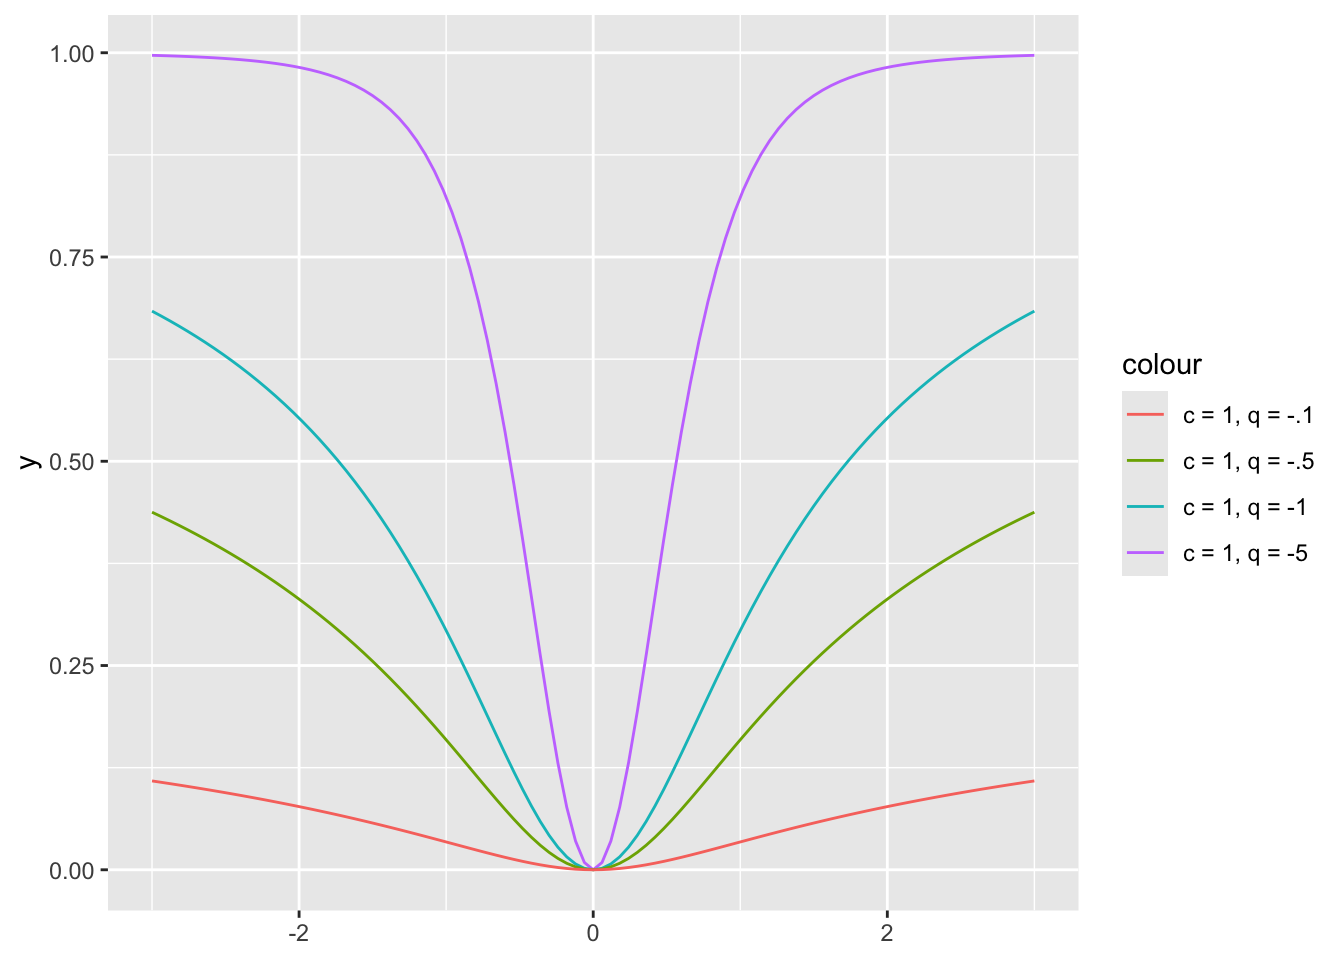 1.00
0.75
0.50
0.25
0.00
y
-2
0
2
colour
c = 1, q = -.1
c = 1, q = -.5
c = 1, q = -1
c = 1, q = -5